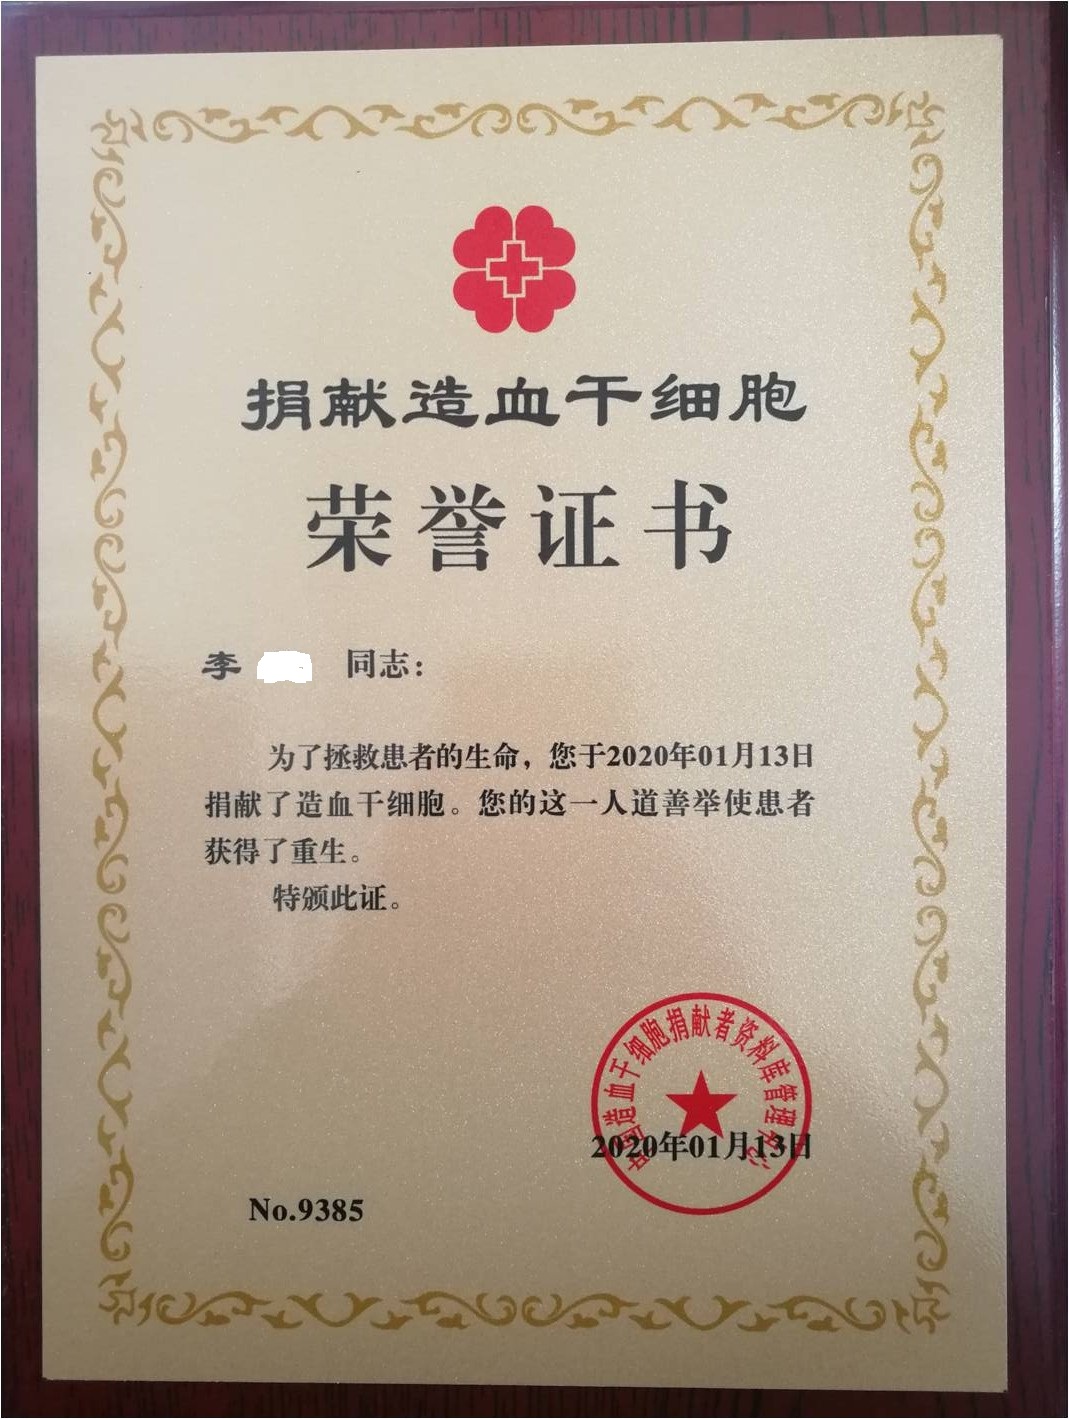 捐献造血干细胞
荣誉证书
李 同志：
为了拯救患者的生命，您于2020年01月13日
捐献了造血干细胞。您的这一人道善举使患者
获得了重生。
特颁此证。
中国造血干细胞捐献者资料库管理中心
2020年01月13日
No.9385